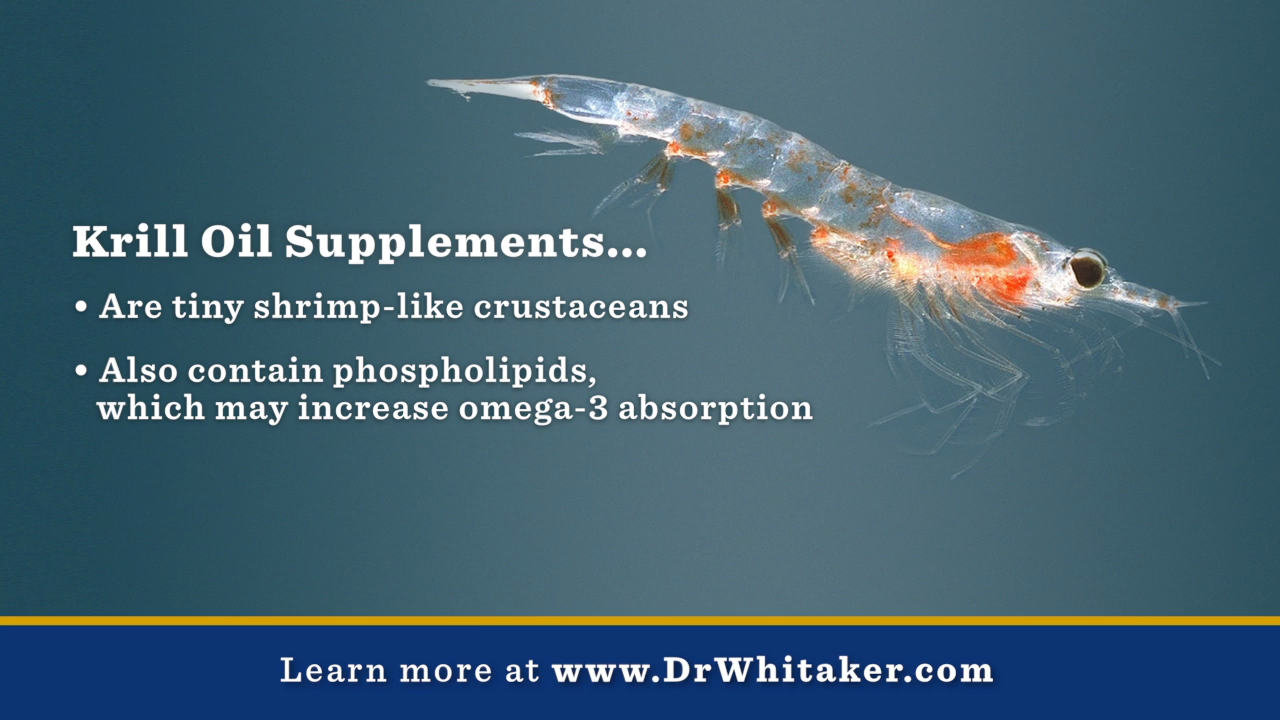 Krill Oil Supplements...
• Are tiny shrimp-like crustaceans
• Also contain phospholipids,
which may increase omega-3 absorption
Learn more at www.DrWhitaker.com